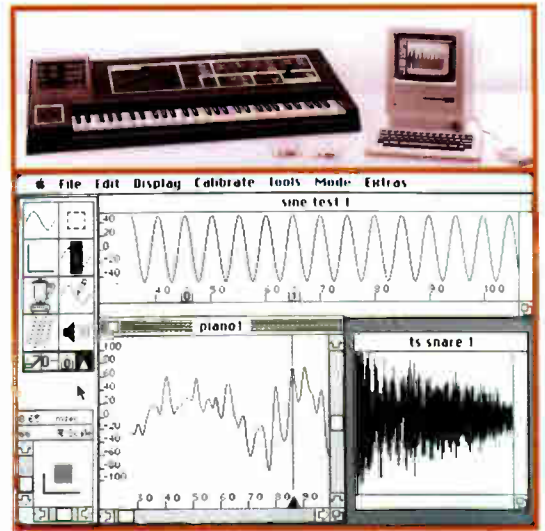 File Edit Display Calibrate Tools Mode Extras
sine test 1
40
20
0
-20
-40
40 50 60 70 80 90 100
piano1
100
80
60
40
20
0
-20
-40
-60
-80
-100
30 40 50 60 70 80 90
ts snare 1
msec
% Scale